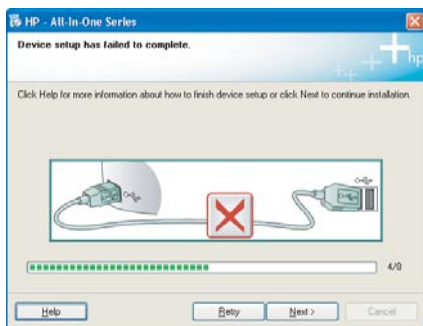 HP - All-In-One Series
Device setup has failed to complete.
hp
Click Help for more information about how to finish device setup or click Next to continue installation.
4/8
Help
Retry
Next >
Cancel